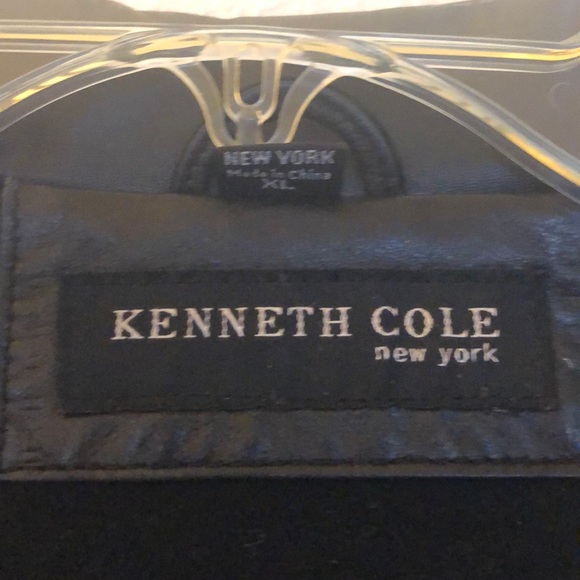 NEW YORK
Made in China
XL
KENNETH COLE
new york